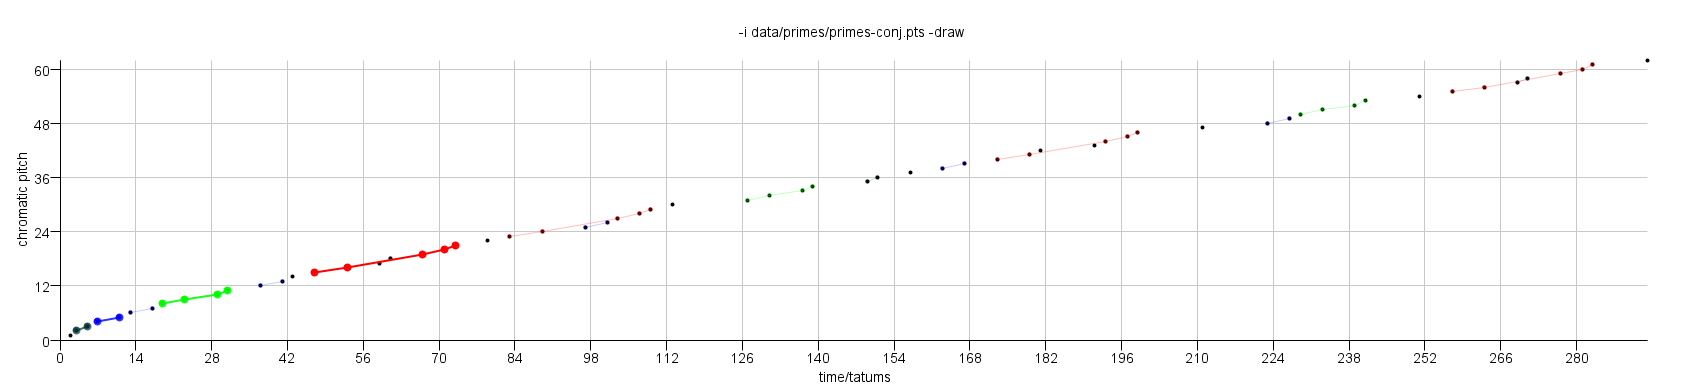 -i data/primes/primes-conj.pts -draw
chromatic pitch
60
48
36
24
12
0
0 14 28 42 56 70 84 98 112 126 140 154 168 182 196 210 224 238 252 266 280
time/tatums